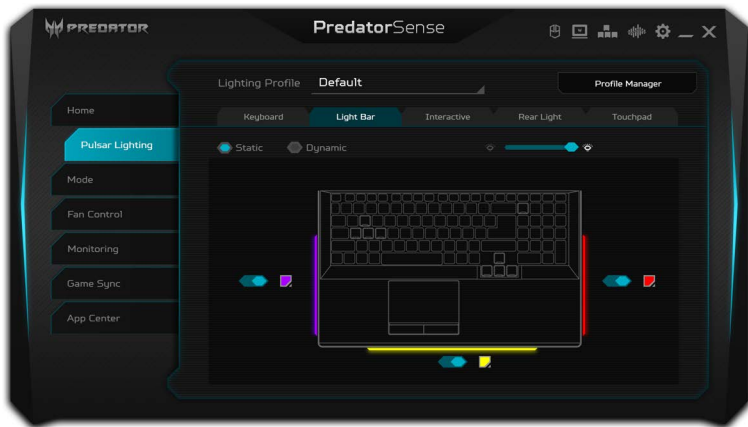 PREDATOR
PredatorSense
Lighting Profile
Default
Profile Manager
Home
Pulsar Lighting
Mode
Fan Control
Monitoring
Game Sync
App Center
Keyboard
Light Bar
Interactive
Rear Light
Touchpad
Static
Dynamic